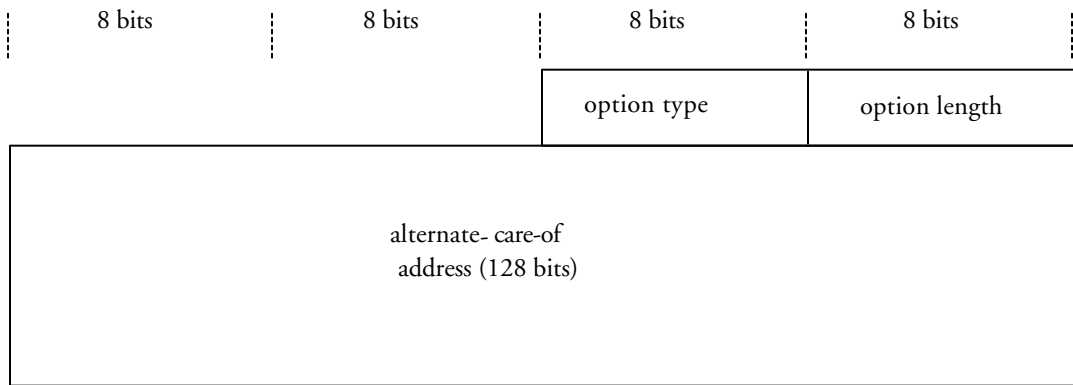 8 bits 8 bits 8 bits 8 bits
option type option length
alternate- care-of
address (128 bits)